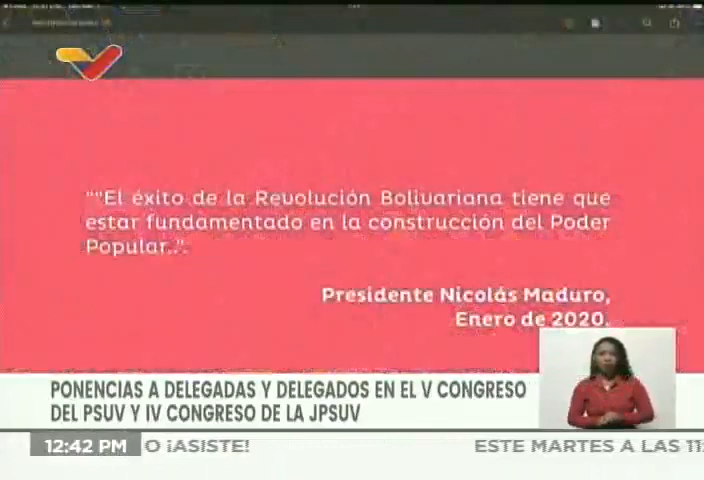 ""El éxito de la Revolución Bolivariana tiene que
estar fundamentado en la construcción del Poder
Popular..".
Presidente Nicolás Maduro,
Enero de 2020.
PONENCIAS A DELEGADAS Y DELEGADOS EN EL V CONGRESO
DEL PSUV Y IV CONGRESO DE LA JPSUV
12:42 PM O ¡ASISTE! ESTE MARTES A LAS 11: